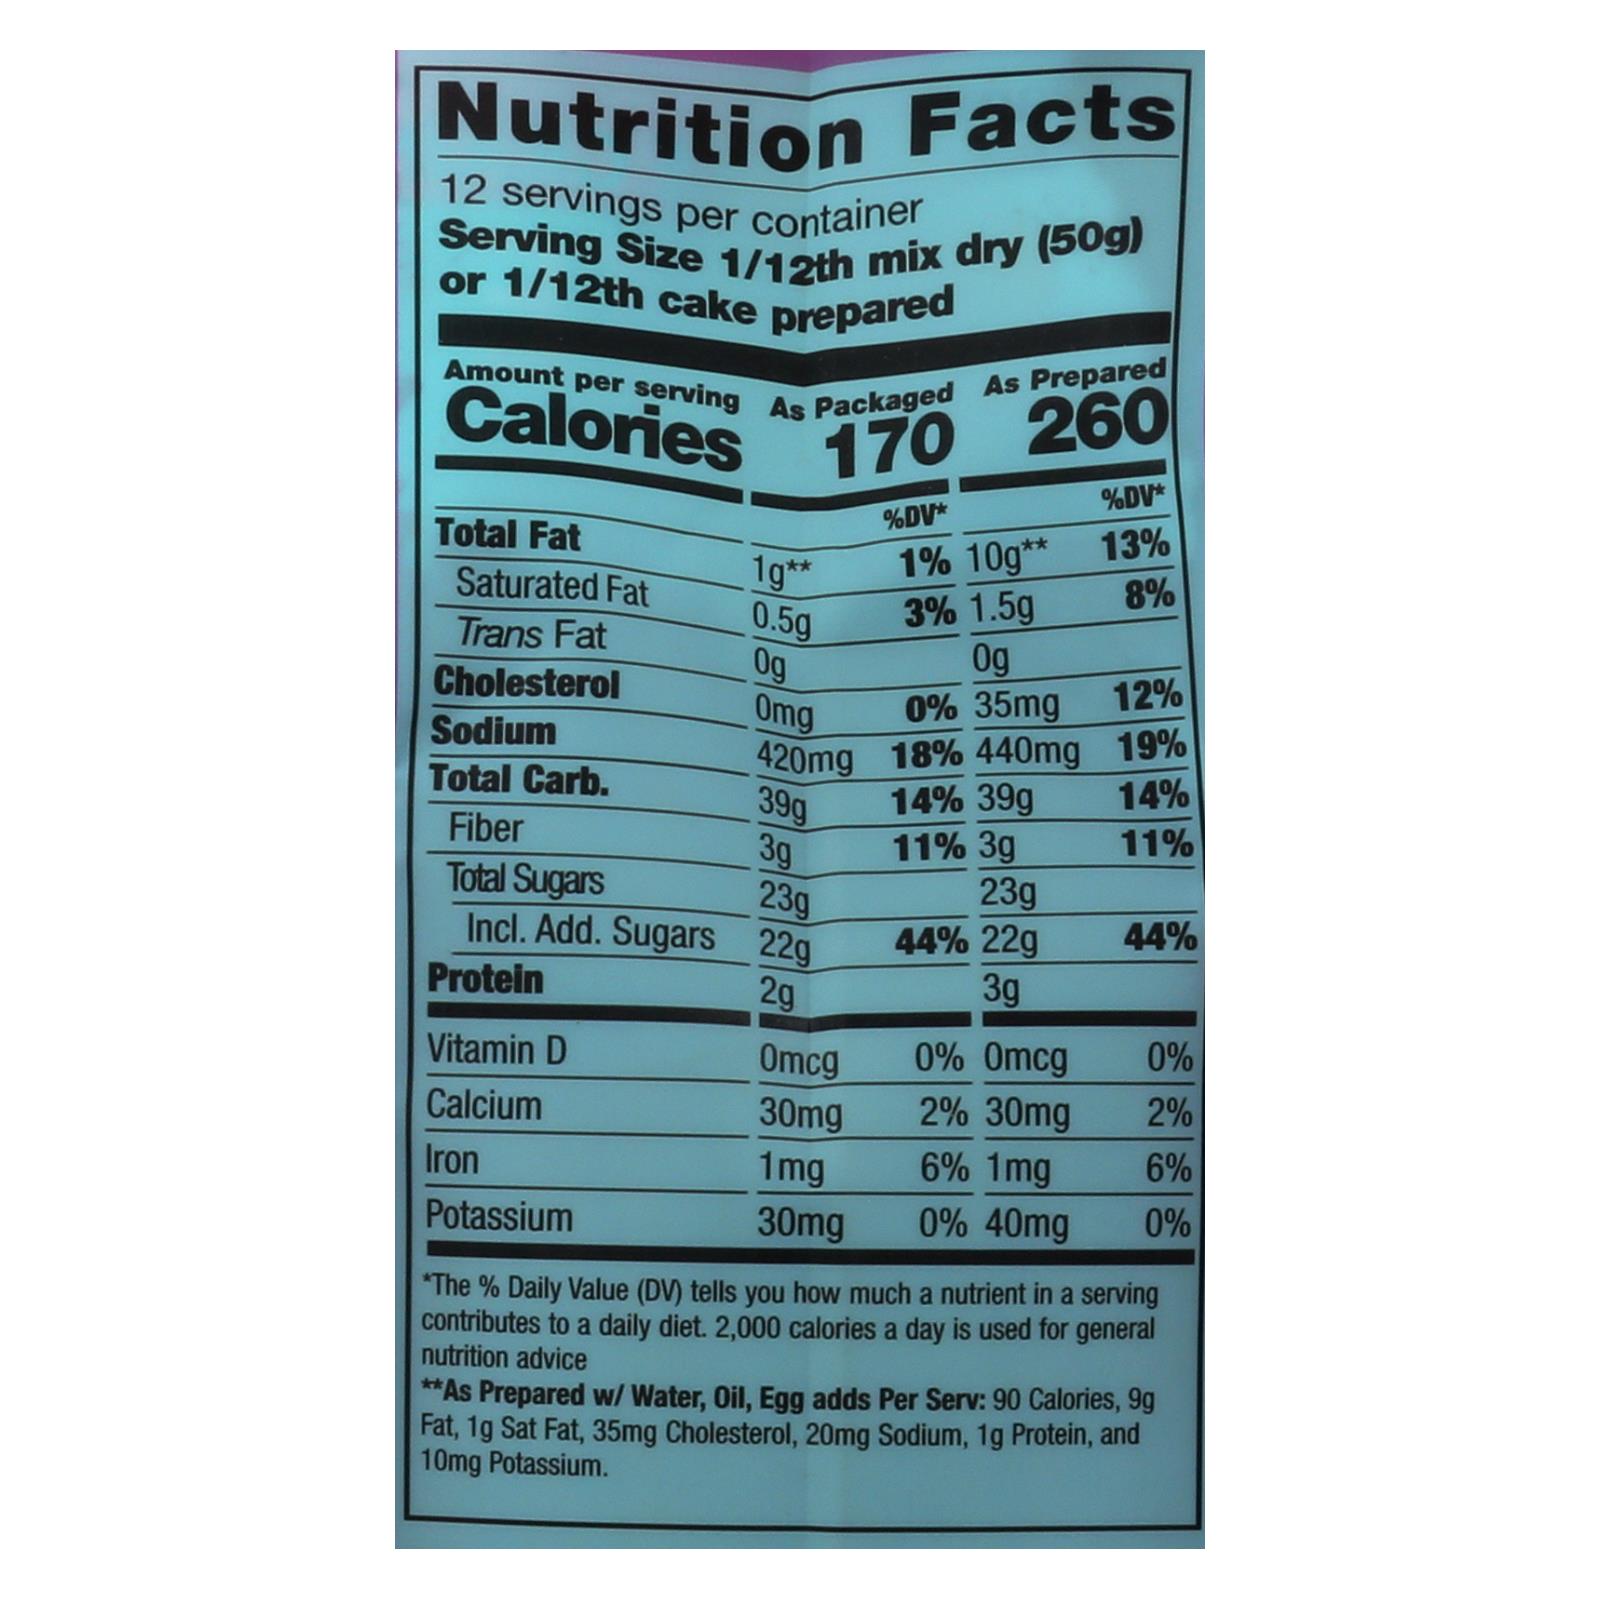 Nutrition Facts
12 servings per container
Serving Size 1/12th mix dry (50g)
or 1/12th cake prepared
Amount per serving As Packaged As Prepared
Calories 170 260
%DV* %DV*
Total Fat 1g** 1% 10g** 13%
Saturated Fat 0.5g 3% 1.5g 8%
Trans Fat 0g 0g
Cholesterol 0mg 0% 35mg 12%
Sodium 420mg 18% 440mg 19%
Total Carb. 39g 14% 39g 14%
Fiber 3g 11% 3g 11%
Total Sugars 23g 23g
Incl. Add. Sugars 22g 44% 22g 44%
Protein 2g 3g
Vitamin D 0mcg 0% 0mcg 0%
Calcium 30mg 2% 30mg 2%
Iron 1mg 6% 1mg 6%
Potassium 30mg 0% 40mg 0%
*The % Daily Value (DV) tells you how much a nutrient in a serving
contributes to a daily diet. 2,000 calories a day is used for general
nutrition advice
**As Prepared w/ Water, Oil, Egg adds Per Serv: 90 Calories, 9g
Fat, 1g Sat Fat, 35mg Cholesterol, 20mg Sodium, 1g Protein, and
10mg Potassium.